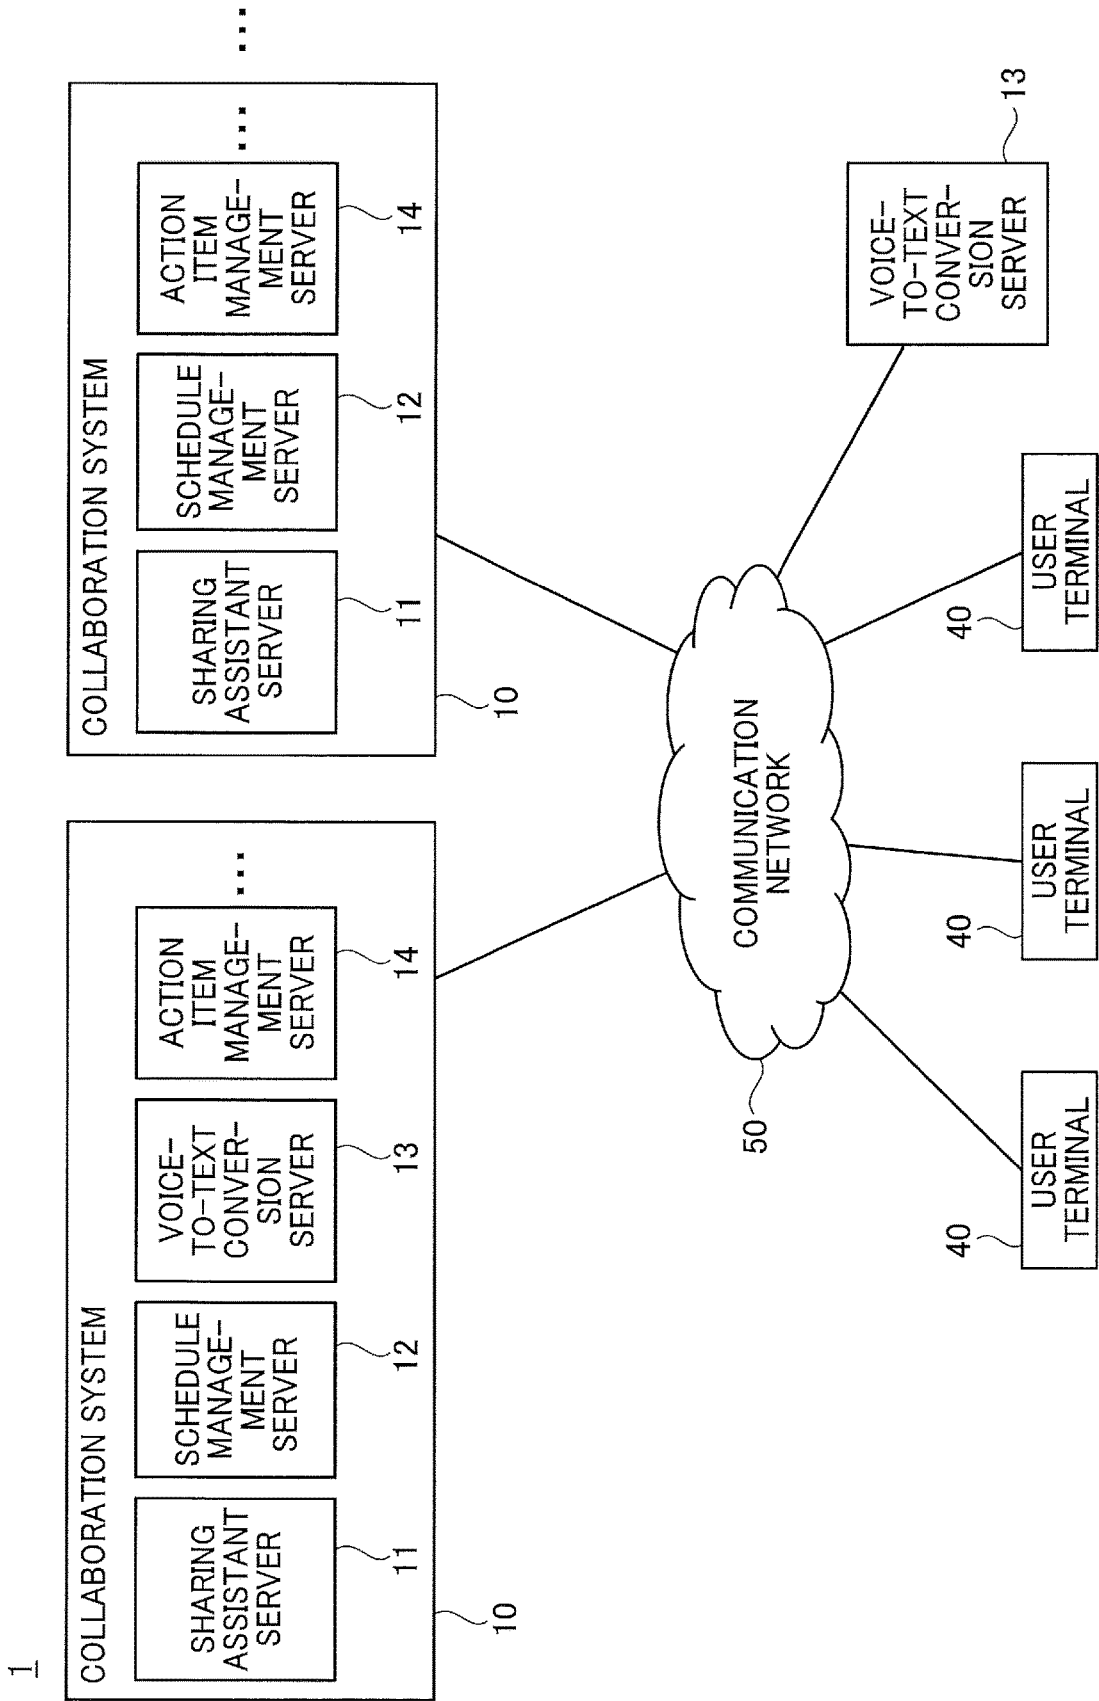 1
COLLABORATION SYSTEM
SHARING
ASSISTANT
SERVER
11
SCHEDULE
MANAGE-
MENT
SERVER
12
VOICE-
TO-TEXT
CONVER-
SION
SERVER
13
ACTION
ITEM
MANAGE-
MENT
SERVER
14
...
10
COLLABORATION SYSTEM
SHARING
ASSISTANT
SERVER
11
SCHEDULE
MANAGE-
MENT
SERVER
12
ACTION
ITEM
MANAGE-
MENT
SERVER
14
...
10
...
COMMUNICATION
NETWORK
50
USER
TERMINAL
40
USER
TERMINAL
40
USER
TERMINAL
40
VOICE-
TO-TEXT
CONVER-
SION
SERVER
13